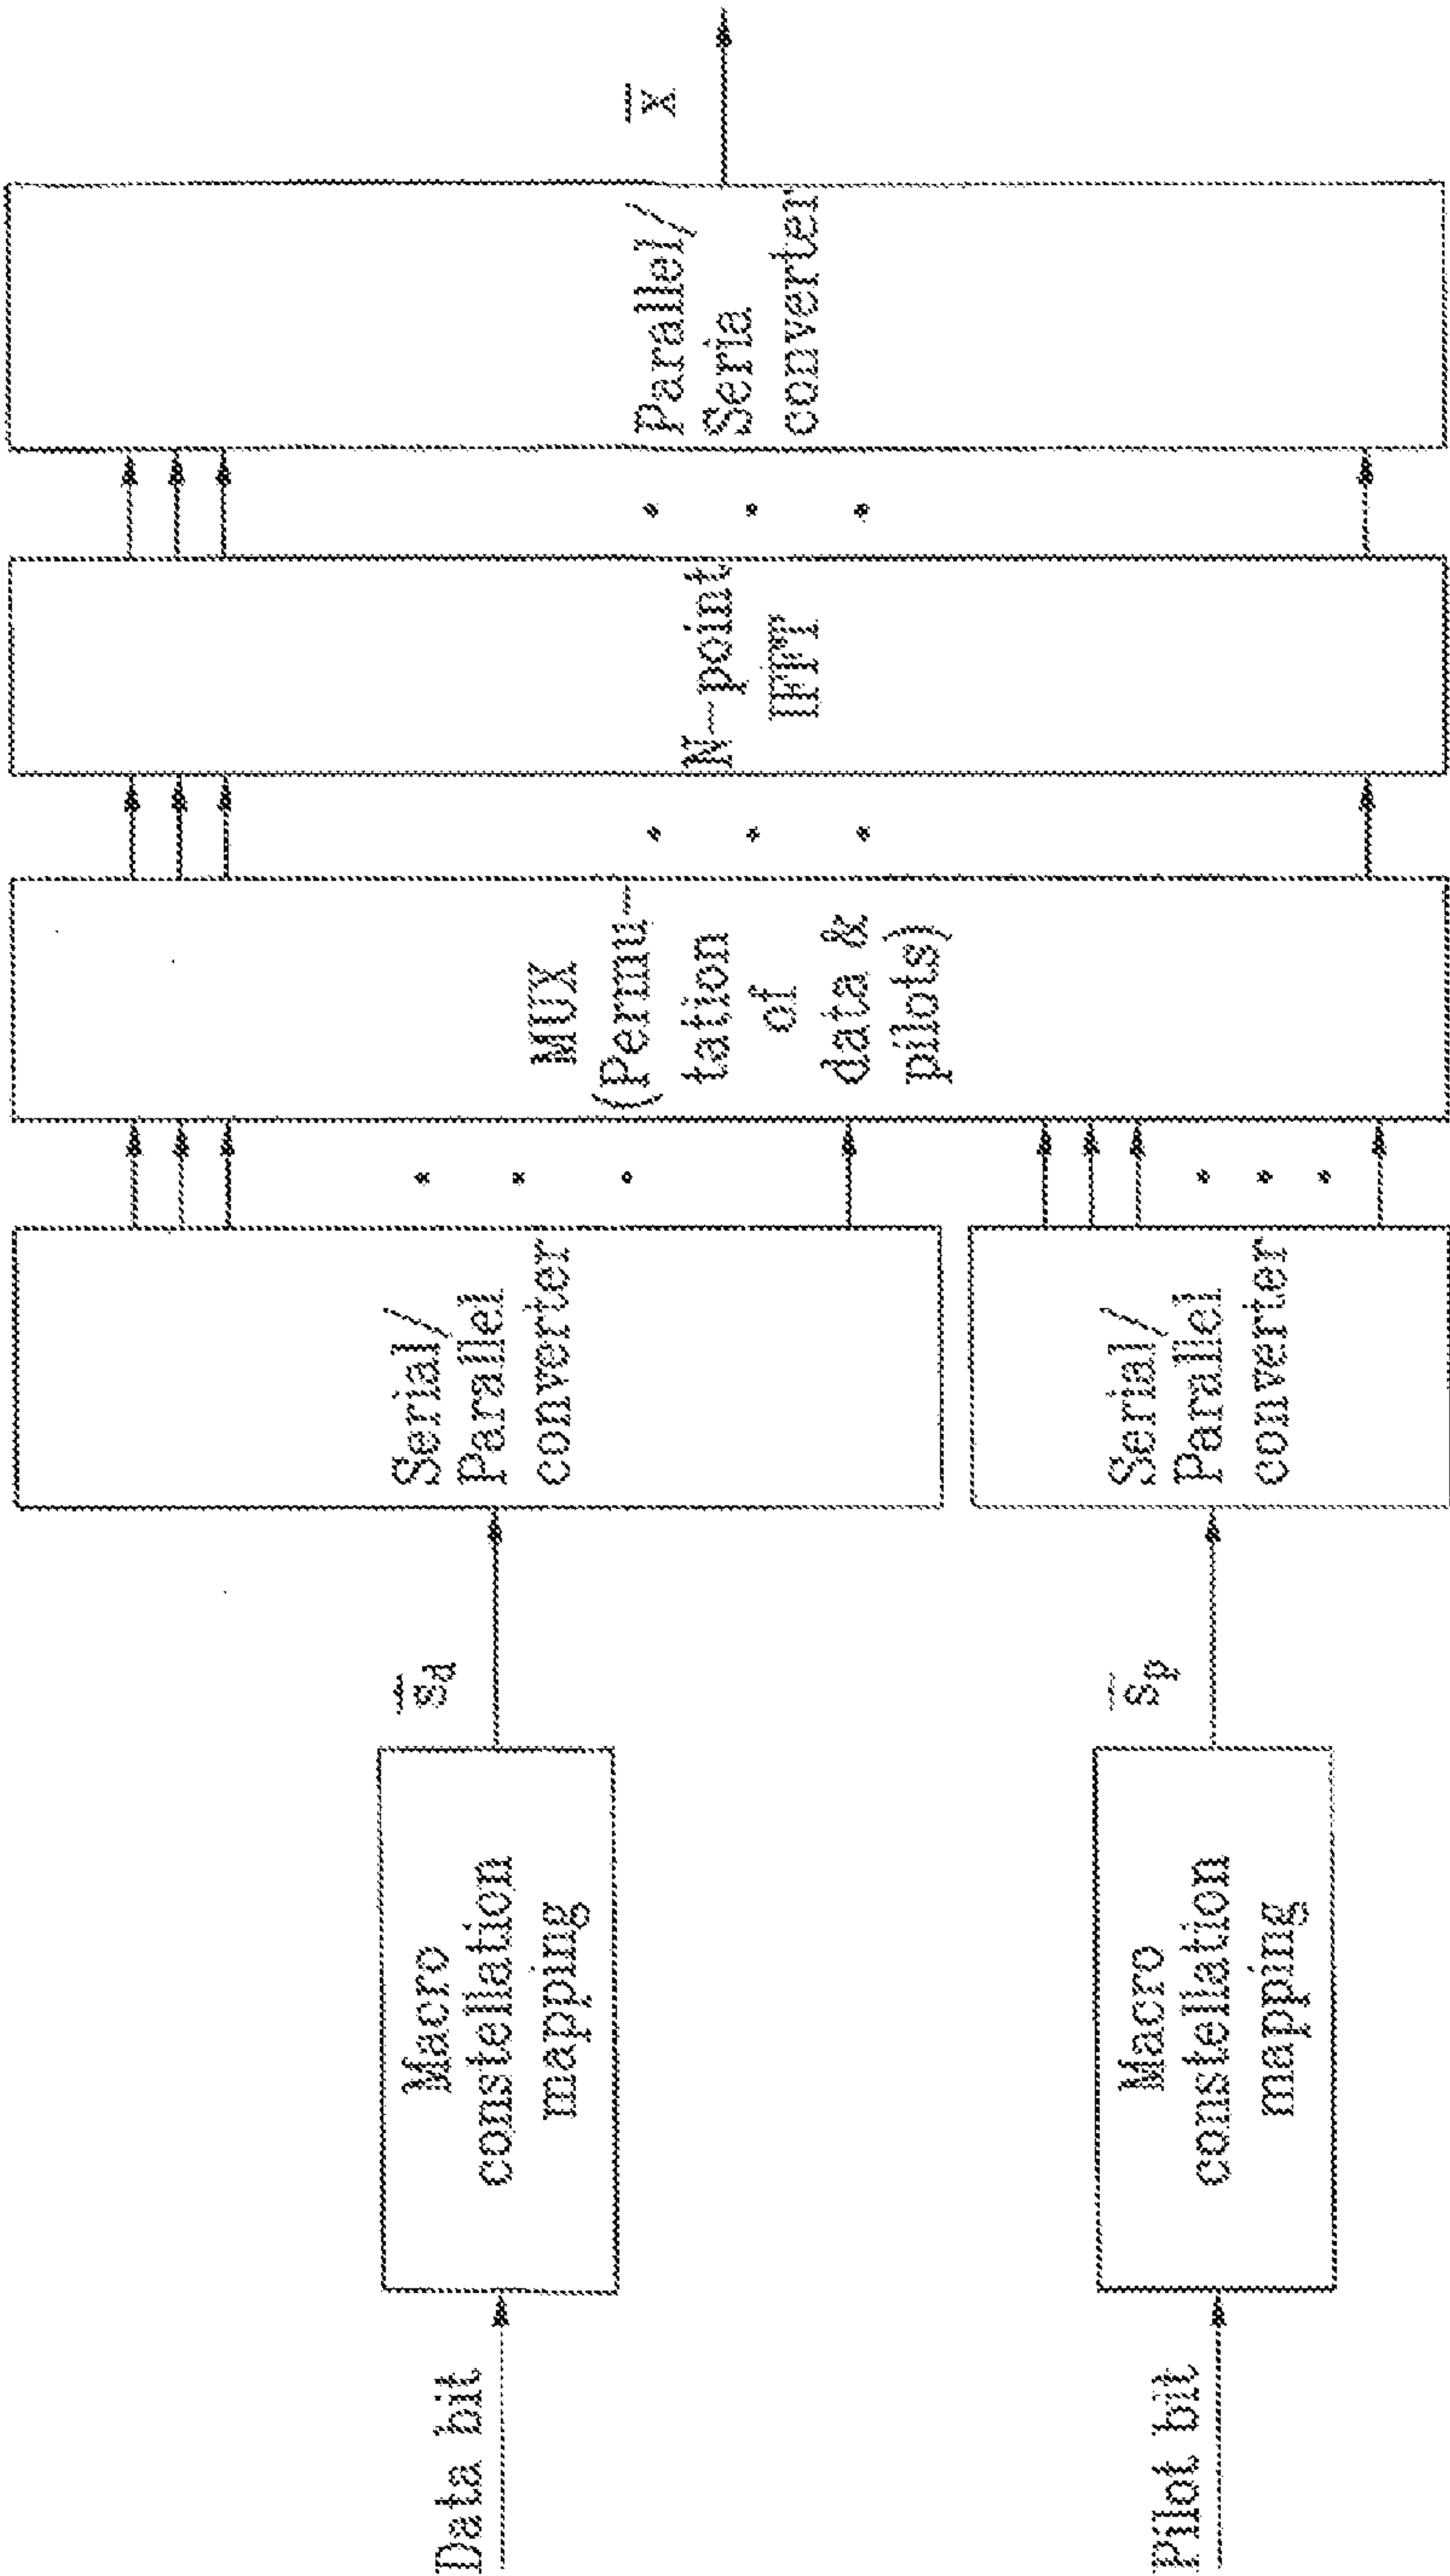 Data bit
Macro
constellation
mapping
s̄d
Serial/
Parallel
converter
Pilot bit
Macro
constellation
mapping
s̄p
Serial/
Parallel
converter
MUX
(Permu-
tation
of
data &
pilots)
N-point
IFFT
Parallel/
Seria
converter
x̄